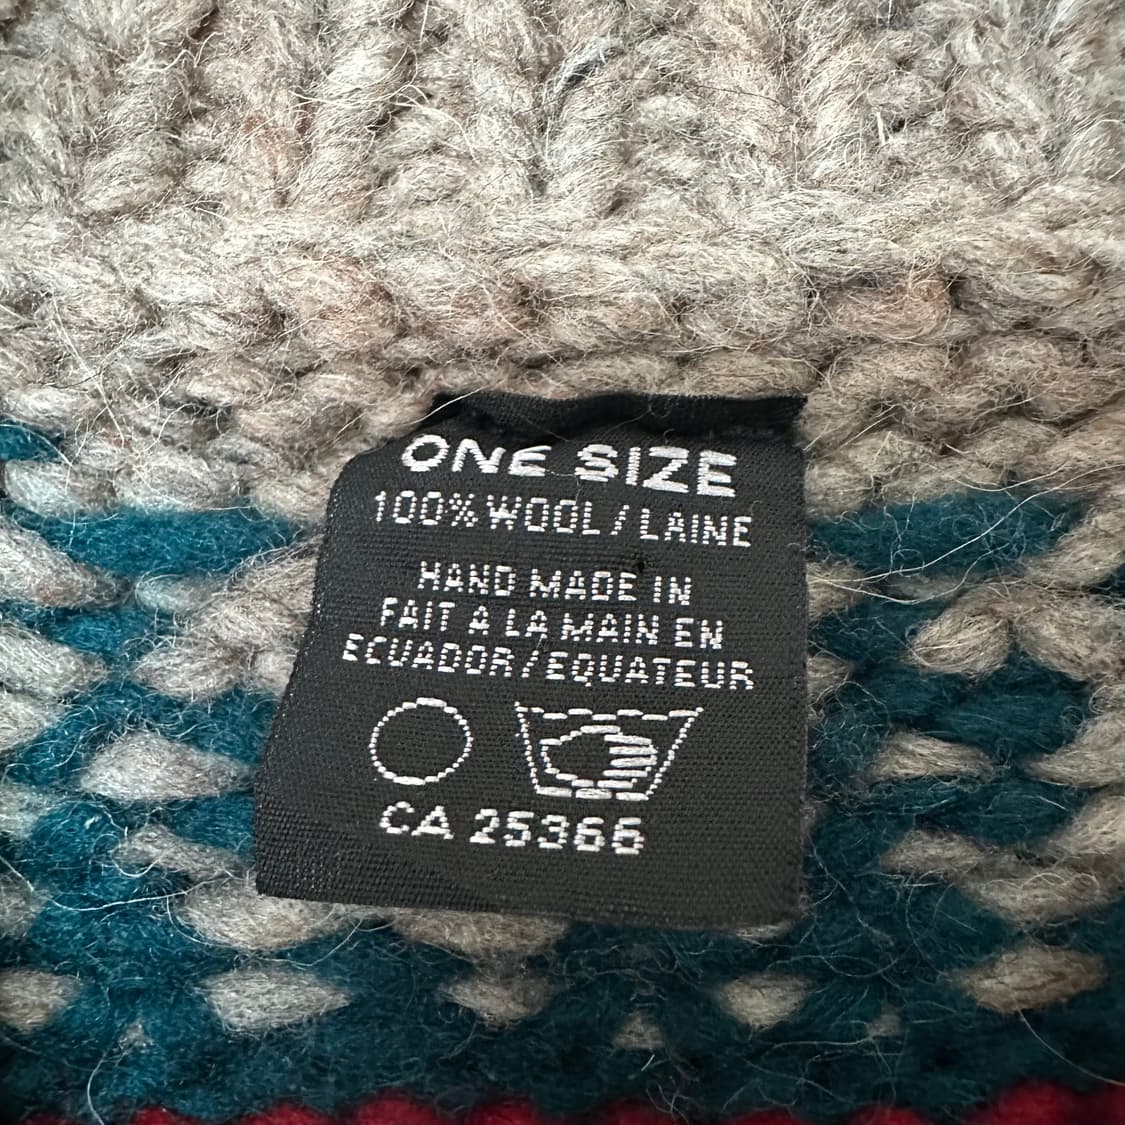 ONE SIZE
100% WOOL / LAINE
HAND MADE IN
FAIT A LA MAIN EN
ECUADOR / EQUATEUR
CA 25366